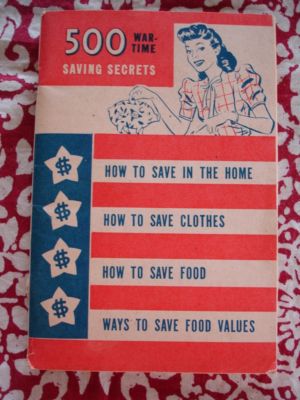 500 WAR-
TIME
SAVING SECRETS
$ HOW TO SAVE IN THE HOME
$ HOW TO SAVE CLOTHES
$ HOW TO SAVE FOOD
$ WAYS TO SAVE FOOD VALUES